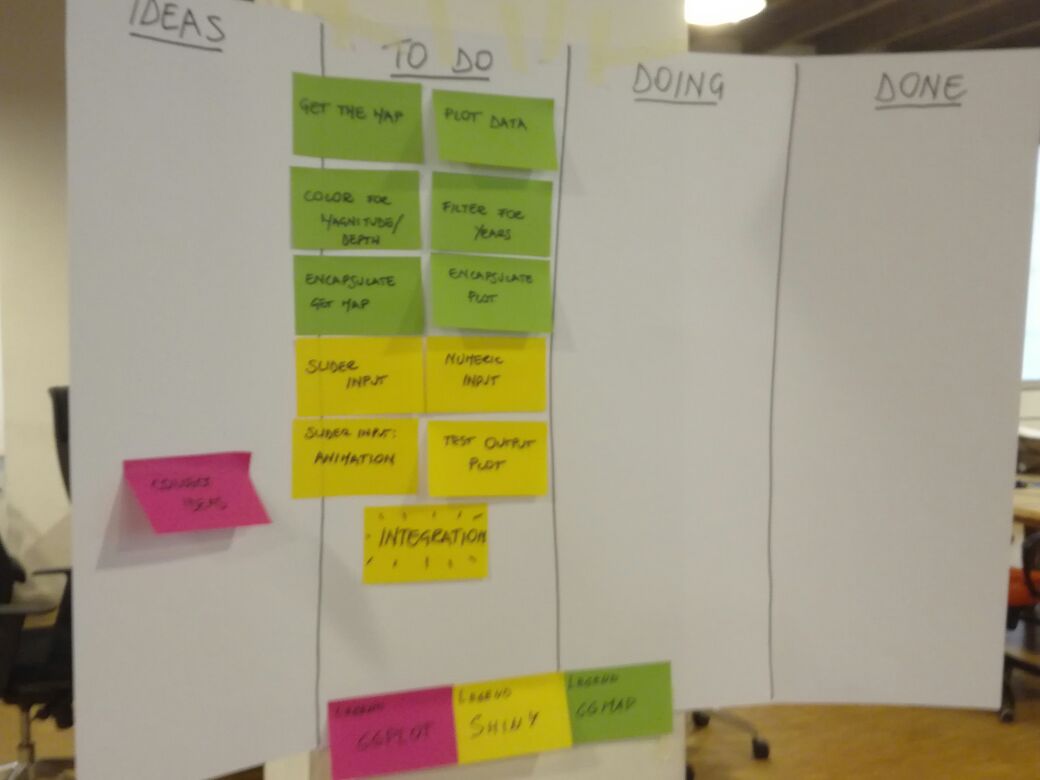 IDEAS
TO DO
DOING
DONE
GET THE MAP
PLOT DATA
COLOR FOR
MAGNITUDE/
DEPTH
FILTER FOR
YEARS
ENCAPSULATE
GET MAP
ENCAPSULATE
PLOT
SLIDER
INPUT
NUMERIC
INPUT
SLIDER INPUT:
ANIMATION
TEST OUTPUT
PLOT
IDEAS
INTEGRATION
LEGEND
GGPLOT
LEGEND
SHINY
LEGEND
GGMAP